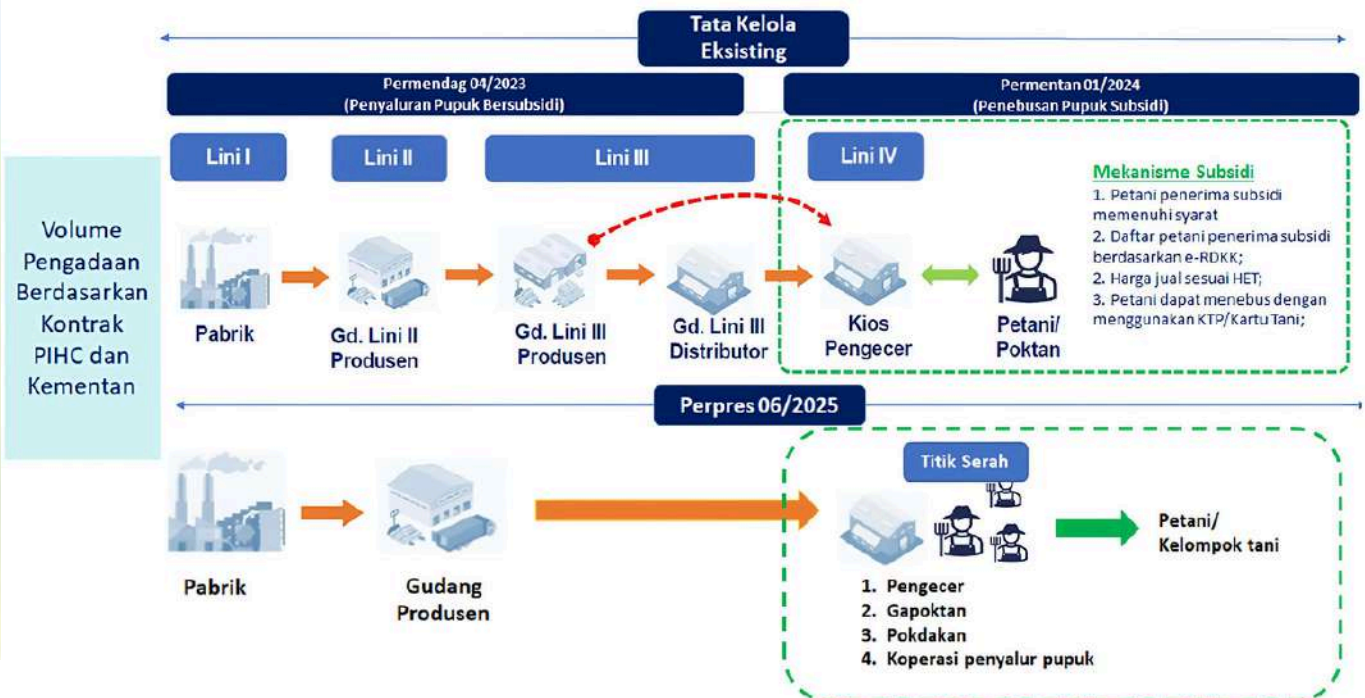 Tata Kelola
Eksisting
Permendag 04/2023
(Penyaluran Pupuk Bersubsidi)
Permentan 01/2024
(Penebusan Pupuk Subsidi)
Lini I
Lini II
Lini III
Lini IV
Volume
Pengadaan
Berdasarkan
Kontrak
PIHC dan
Kementan
Mekanisme Subsidi
1. Petani penerima subsidi
memenuhi syarat
2. Daftar petani penerima subsidi
berdasarkan e-RDKK;
2. Harga jual sesuai HET;
3. Petani dapat menebus dengan
menggunakan KTP/Kartu Tani;
Pabrik
Gd. Lini II
Produsen
Gd. Lini III
Produsen
Gd. Lini III
Distributor
Kios
Pengecer
Petani/
Poktan
Perpres 06/2025
Titik Serah
Pabrik
Gudang
Produsen
Petani/
Kelompok tani
1. Pengecer
2. Gapoktan
3. Pokdakan
4. Koperasi penyalur pupuk